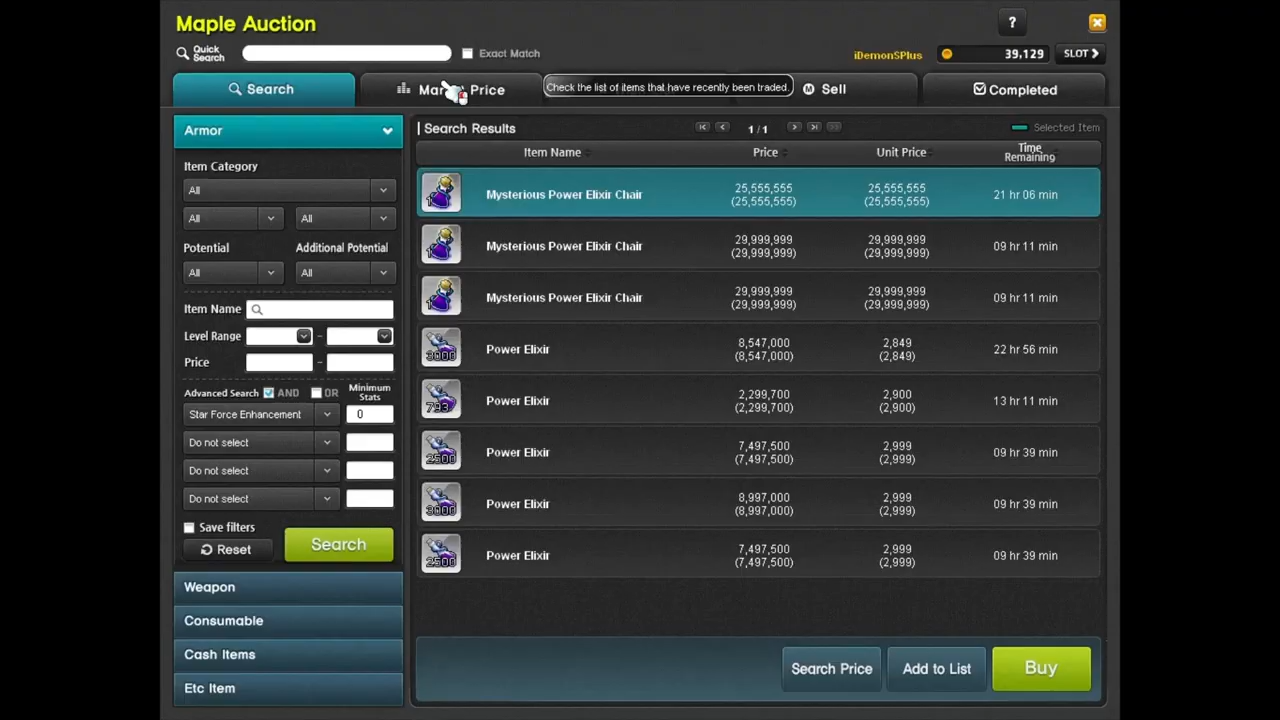 Maple Auction
?
Quick
Search
Exact Match
iDemonSPlus
39,129
SLOT
Search
Price
Check the list of items that have recently been traded.
Sell
Completed
Armor
Search Results
1 / 1
Selected Item
Item Name
Price
Unit Price
Time
Remaining
Item Category
All
All
All
Potential
Additional Potential
All
All
Item Name
Level Range
-
Price
-
Advanced Search
AND
OR
Minimum
Stats
Star Force Enhancement
0
Do not select
Do not select
Do not select
Save filters
Reset
Search
Weapon
Consumable
Cash Items
Etc Item
1
Mysterious Power Elixir Chair
25,555,555
(25,555,555)
25,555,555
(25,555,555)
21 hr 06 min
1
Mysterious Power Elixir Chair
29,999,999
(29,999,999)
29,999,999
(29,999,999)
09 hr 11 min
1
Mysterious Power Elixir Chair
29,999,999
(29,999,999)
29,999,999
(29,999,999)
09 hr 11 min
3000
Power Elixir
8,547,000
(8,547,000)
2,849
(2,849)
22 hr 56 min
793
Power Elixir
2,299,700
(2,299,700)
2,900
(2,900)
13 hr 11 min
2500
Power Elixir
7,497,500
(7,497,500)
2,999
(2,999)
09 hr 39 min
3000
Power Elixir
8,997,000
(8,997,000)
2,999
(2,999)
09 hr 39 min
2500
Power Elixir
7,497,500
(7,497,500)
2,999
(2,999)
09 hr 39 min
Search Price
Add to List
Buy